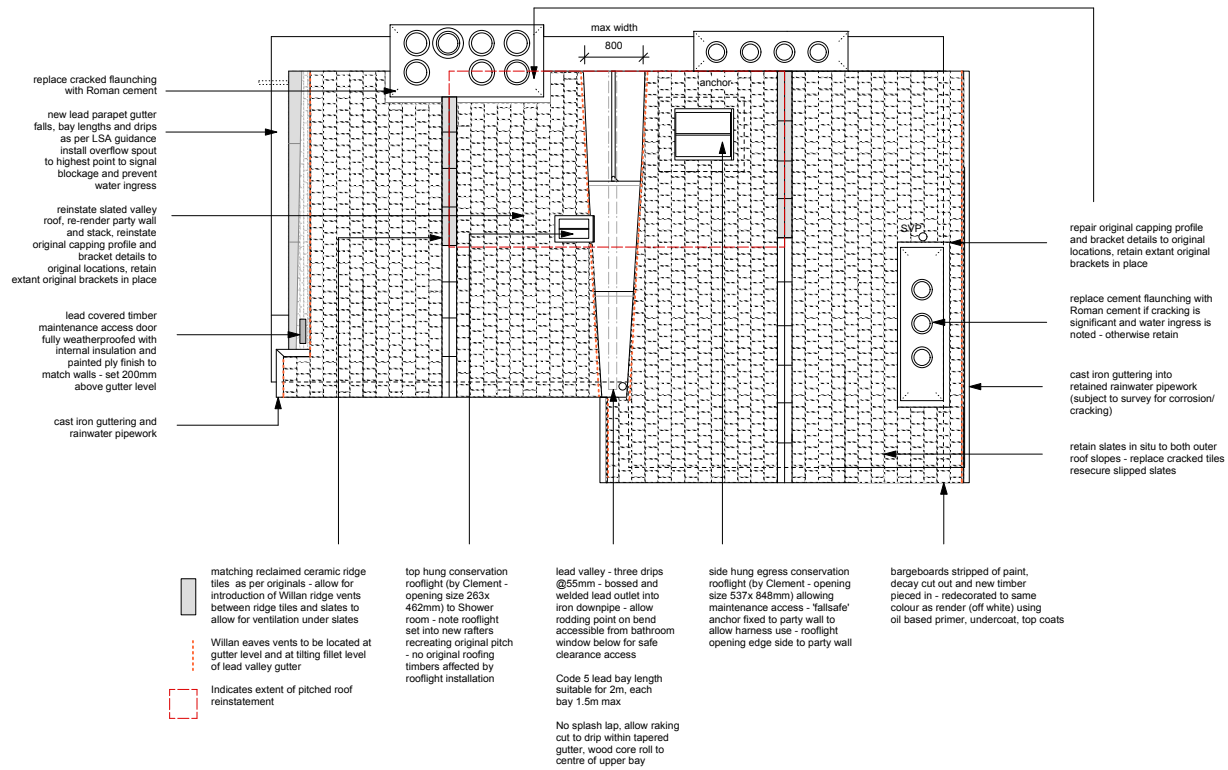 max width
800
anchor
SVP
replace cracked flaunching
with Roman cement
new lead parapet gutter
falls, bay lengths and drips
as per LSA guidance
install overflow spout
to highest point to signal
blockage and prevent
water ingress
reinstate slated valley
roof, re-render party wall
and stack, reinstate
original capping profile and
bracket details to
original locations, retain
extant original brackets in place
lead covered timber
maintenance access door
fully weatherproofed with
internal insulation and
painted ply finish to
match walls - set 200mm
above gutter level
cast iron guttering and
rainwater pipework
repair original capping profile
and bracket details to original
locations, retain extant original
brackets in place
replace cement flaunching with
Roman cement if cracking is
significant and water ingress is
noted - otherwise retain
cast iron guttering into
retained rainwater pipework
(subject to survey for corrosion/
cracking)
retain slates in situ to both outer
roof slopes - replace cracked tiles
resecure slipped slates
matching reclaimed ceramic ridge
tiles as per originals - allow for
introduction of Willan ridge vents
between ridge tiles and slates to
allow for ventilation under slates
Willan eaves vents to be located at
gutter level and at tilting fillet level
of lead valley gutter
Indicates extent of pitched roof
reinstatement
top hung conservation
rooflight (by Clement -
opening size 263x
462mm) to Shower
room - note rooflight
set into new rafters
recreating original pitch
- no original roofing
timbers affected by
rooflight installation
lead valley - three drips
@55mm - bossed and
welded lead outlet into
iron downpipe - allow
rodding point on bend
accessible from bathroom
window below for safe
clearance access
Code 5 lead bay length
suitable for 2m, each
bay 1.5m max
No splash lap, allow raking
cut to drip within tapered
gutter, wood core roll to
centre of upper bay
side hung egress conservation
rooflight (by Clement - opening
size 537x 848mm) allowing
maintenance access - 'fallsafe'
anchor fixed to party wall to
allow harness use - rooflight
opening edge side to party wall
bargeboards stripped of paint,
decay cut out and new timber
pieced in - redecorated to same
colour as render (off white) using
oil based primer, undercoat, top coats